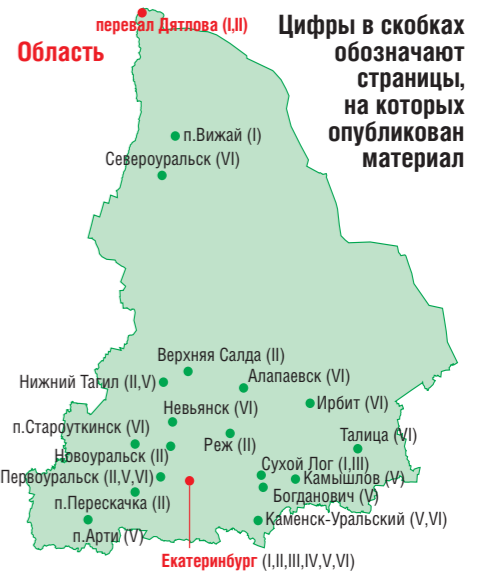 перевал Дятлова (I,II)
Область
Цифры в скобках
обозначают
страницы,
на которых
опубликован
материал
п.Вижай (I)
Североуральск (VI)
Верхняя Салда (II)
Нижний Тагил (II,V)
Алапаевск (VI)
Невьянск (VI)
Ирбит (VI)
п.Староуткинск (VI)
Реж (II)
Талица (VI)
Новоуральск (II)
Сухой Лог (I,III)
Первоуральск (II,V,VI)
Камышлов (V)
Богданович (V)
п.Перескачка (II)
Каменск-Уральский (V,VI)
п.Арти (V)
Екатеринбург (I,II,III,IV,V,VI)